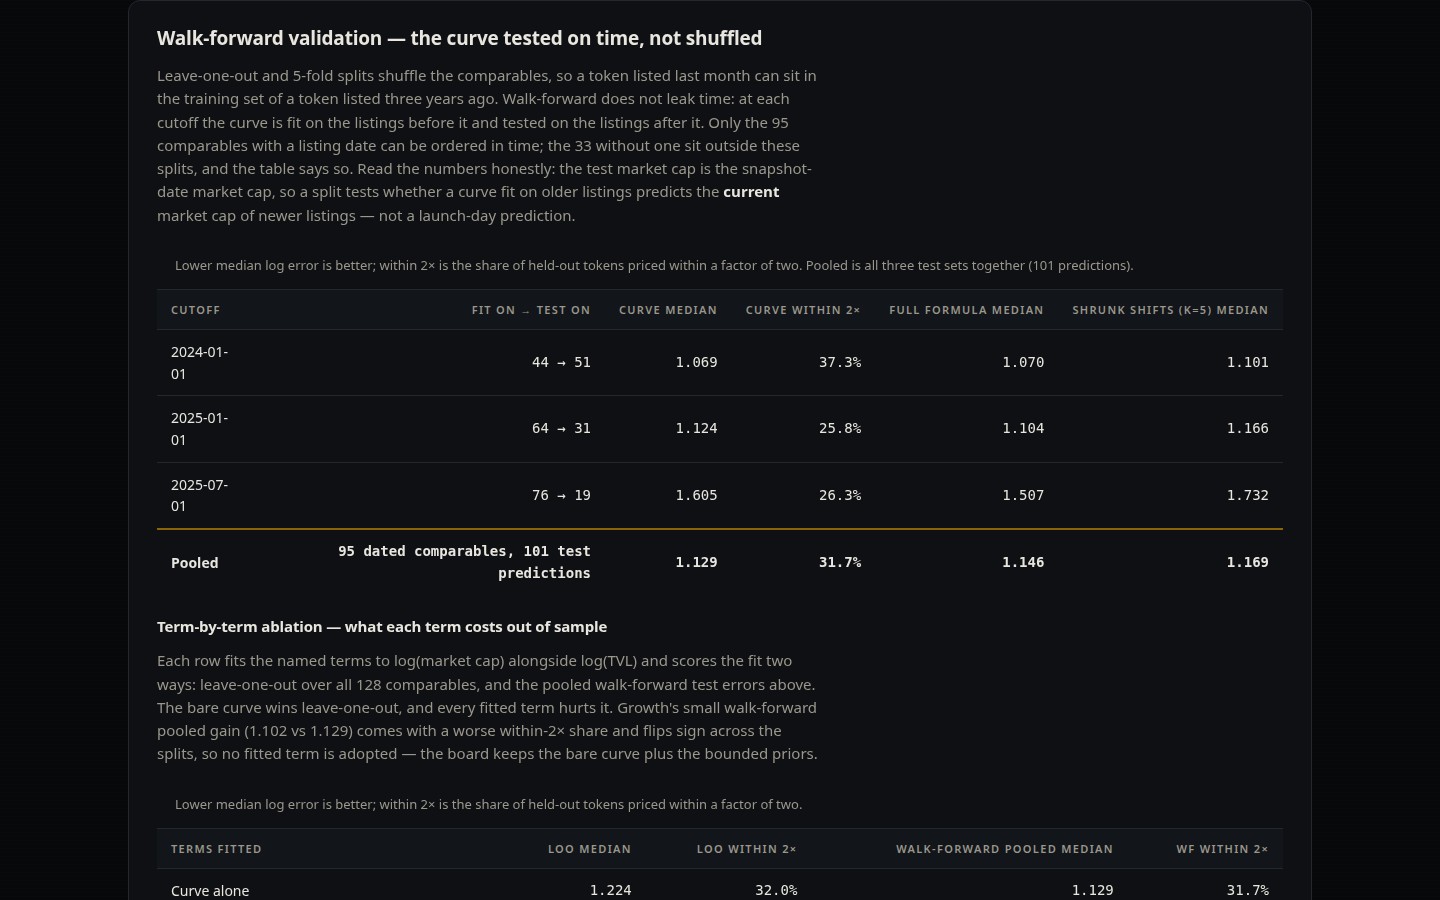 Walk-forward validation — the curve tested on time, not shuffled
Leave-one-out and 5-fold splits shuffle the comparables, so a token listed last month can sit in
the training set of a token listed three years ago. Walk-forward does not leak time: at each
cutoff the curve is fit on the listings before it and tested on the listings after it. Only the 95
comparables with a listing date can be ordered in time; the 33 without one sit outside these
splits, and the table says so. Read the numbers honestly: the test market cap is the snapshot-
date market cap, so a split tests whether a curve fit on older listings predicts the current
market cap of newer listings — not a launch-day prediction.
Lower median log error is better; within 2× is the share of held-out tokens priced within a factor of two. Pooled is all three test sets together (101 predictions).
CUTOFF FIT ON → TEST ON CURVE MEDIAN CURVE WITHIN 2× FULL FORMULA MEDIAN SHRUNK SHIFTS (K=5) MEDIAN
2024-01-
01 44 → 51 1.069 37.3% 1.070 1.101
2025-01-
01 64 → 31 1.124 25.8% 1.104 1.166
2025-07-
01 76 → 19 1.605 26.3% 1.507 1.732
Pooled 95 dated comparables, 101 test
predictions 1.129 31.7% 1.146 1.169
Term-by-term ablation — what each term costs out of sample
Each row fits the named terms to log(market cap) alongside log(TVL) and scores the fit two
ways: leave-one-out over all 128 comparables, and the pooled walk-forward test errors above.
The bare curve wins leave-one-out, and every fitted term hurts it. Growth's small walk-forward
pooled gain (1.102 vs 1.129) comes with a worse within-2× share and flips sign across the
splits, so no fitted term is adopted — the board keeps the bare curve plus the bounded priors.
Lower median log error is better; within 2× is the share of held-out tokens priced within a factor of two.
TERMS FITTED LOO MEDIAN LOO WITHIN 2× WALK-FORWARD POOLED MEDIAN WF WITHIN 2×
Curve alone 1.224 32.0% 1.129 31.7%